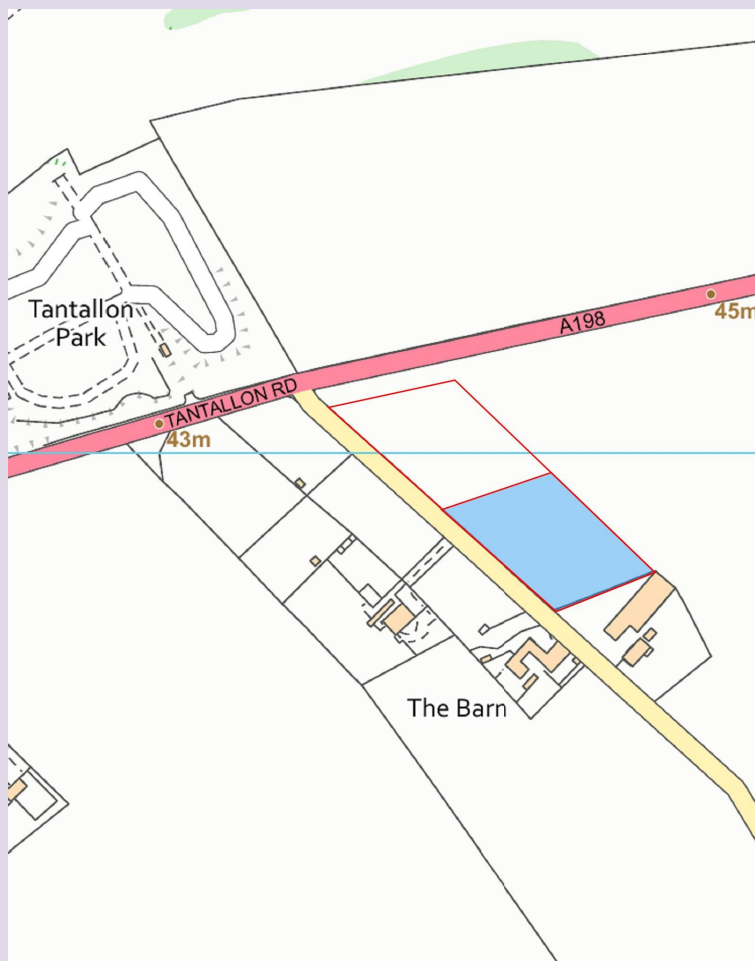 A198
45m
Tantallon
Park
TANTALLON RD
43m
The Barn